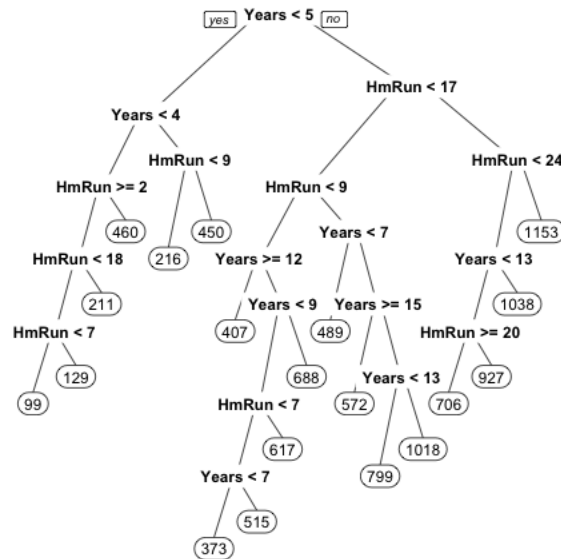 yes Years < 5 no
HmRun < 17
Years < 4
HmRun < 9 HmRun < 24
HmRun >= 2 HmRun < 9
460 216 450 Years < 7 1153
HmRun < 18 Years >= 12 Years < 13
211 407 Years < 9 489 Years >= 15 1038
HmRun < 7 HmRun >= 20
99 129 688 572 Years < 13 706 927
HmRun < 7
617 799 1018
Years < 7
373 515